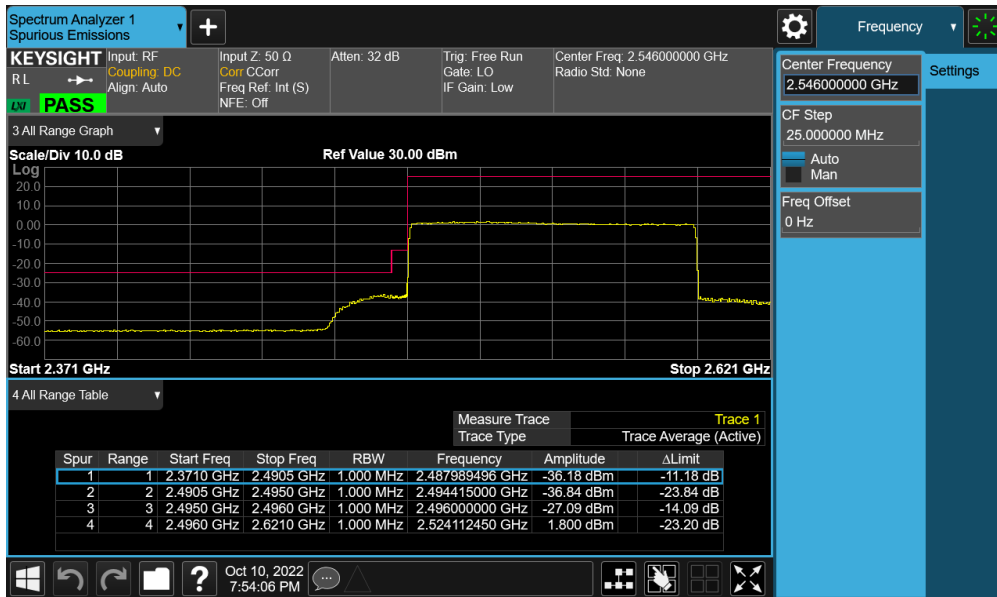 Spectrum Analyzer 1
Spurious Emissions
Frequency
KEYSIGHT
R L
LXI
PASS
Input: RF
Coupling: DC
Align: Auto
Input Z: 50 Ω
Corr CCorr
Freq Ref: Int (S)
NFE: Off
Atten: 32 dB
Trig: Free Run
Gate: LO
IF Gain: Low
Center Freq: 2.546000000 GHz
Radio Std: None
Center Frequency
2.546000000 GHz
Settings
CF Step
25.000000 MHz
Auto
Man
Freq Offset
0 Hz
3 All Range Graph
Scale/Div 10.0 dB
Ref Value 30.00 dBm
Log
20.0
10.0
0.00
-10.0
-20.0
-30.0
-40.0
-50.0
-60.0
Start 2.371 GHz
Stop 2.621 GHz
4 All Range Table
Measure Trace Trace 1
Trace Type Trace Average (Active)
Spur Range Start Freq Stop Freq RBW Frequency Amplitude ΔLimit
1 1 2.3710 GHz 2.4905 GHz 1.000 MHz 2.487989496 GHz -36.18 dBm -11.18 dB
2 2 2.4905 GHz 2.4950 GHz 1.000 MHz 2.494415000 GHz -36.84 dBm -23.84 dB
3 3 2.4950 GHz 2.4960 GHz 1.000 MHz 2.496000000 GHz -27.09 dBm -14.09 dB
4 4 2.4960 GHz 2.6210 GHz 1.000 MHz 2.524112450 GHz 1.800 dBm -23.20 dB
?
Oct 10, 2022
7:54:06 PM